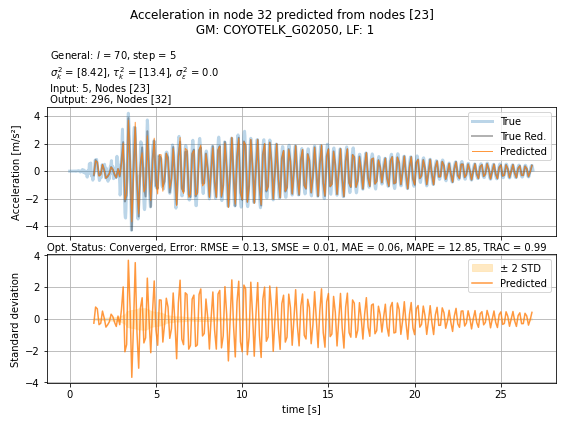 Acceleration in node 32 predicted from nodes [23]
GM: COYOTELK_G02050, LF: 1
General: l = 70, step = 5
σ²ₖ = [8.42], τ²ₖ = [13.4], σ²ε = 0.0
Input: 5, Nodes [23]
Output: 296, Nodes [32]
Acceleration [m/s²]
4
2
0
−2
−4
True
True Red.
Predicted
Opt. Status: Converged, Error: RMSE = 0.13, SMSE = 0.01, MAE = 0.06, MAPE = 12.85, TRAC = 0.99
Standard deviation
4
2
0
−2
−4
± 2 STD
Predicted
0 5 10 15 20 25
time [s]